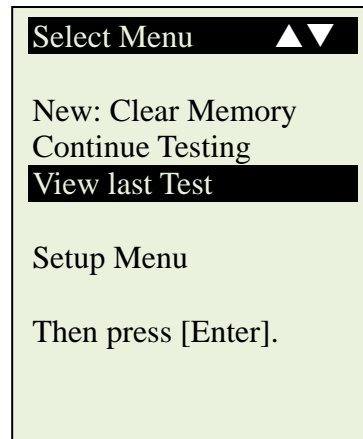 Select Menu ▲▼
New: Clear Memory
Continue Testing
View last Test
Setup Menu
Then press [Enter].